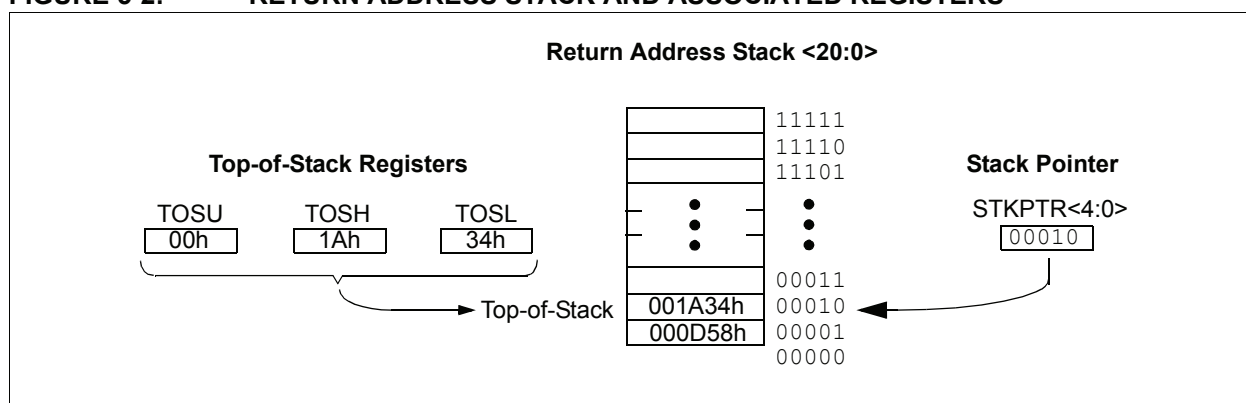 Return Address Stack <20:0>
11111
11110
11101
Top-of-Stack Registers
Stack Pointer
TOSU TOSH TOSL
STKPTR<4:0>
00h 1Ah 34h
00010
00011
Top-of-Stack 001A34h 00010
000D58h 00001
00000